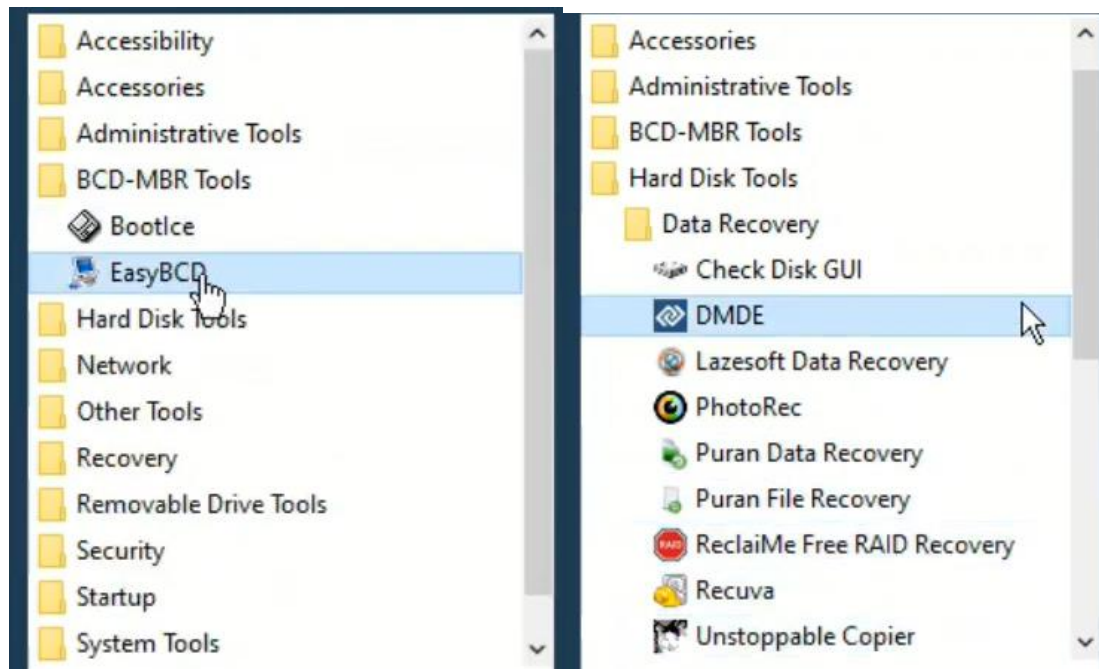 Accessibility
Accessories
Administrative Tools
BCD-MBR Tools
BootIce
EasyBCD
Hard Disk Tools
Network
Other Tools
Recovery
Removable Drive Tools
Security
Startup
System Tools
Accessories
Administrative Tools
BCD-MBR Tools
Hard Disk Tools
Data Recovery
Check Disk GUI
DMDE
Lazesoft Data Recovery
PhotoRec
Puran Data Recovery
Puran File Recovery
RAID ReclaiMe Free RAID Recovery
Recuva
Unstoppable Copier